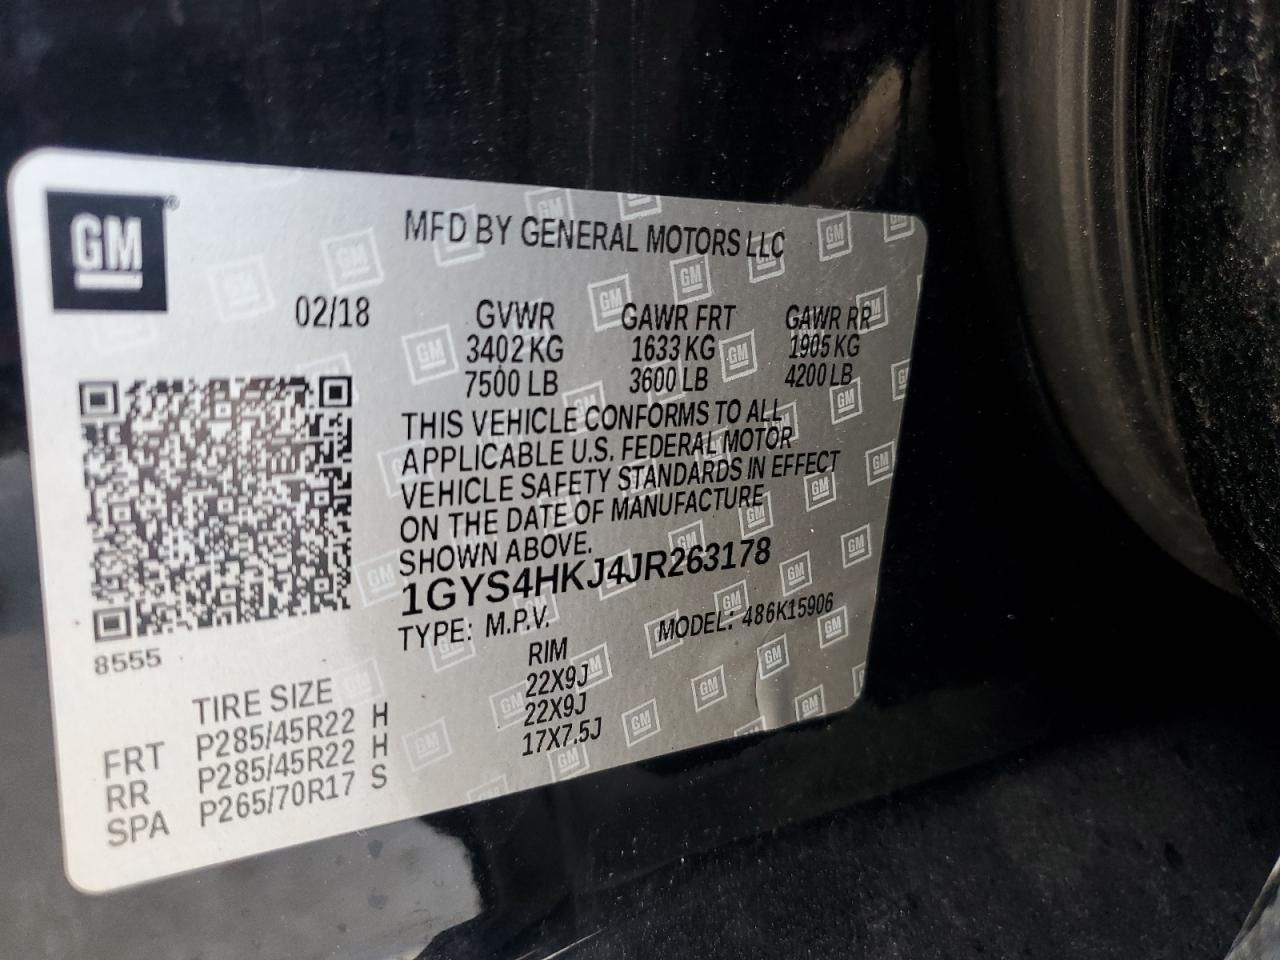 GM
MFD BY GENERAL MOTORS LLC
02/18 GVWR GAWR FRT GAWR RR
3402 KG 1633 KG 1905 KG
7500 LB 3600 LB 4200 LB
THIS VEHICLE CONFORMS TO ALL
APPLICABLE U.S. FEDERAL MOTOR
VEHICLE SAFETY STANDARDS IN EFFECT
ON THE DATE OF MANUFACTURE
SHOWN ABOVE.
1GYS4HKJ4JR263178
TYPE: M.P.V. MODEL: 486K15906
8555
TIRE SIZE RIM
FRT P285/45R22 H 22X9J
RR P285/45R22 H 22X9J
SPA P265/70R17 S 17X7.5J